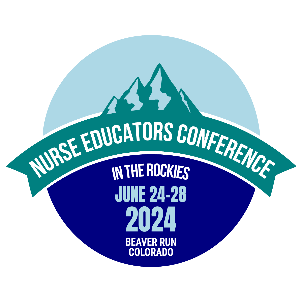 NURSE EDUCATORS CONFERENCE
IN THE ROCKIES
JUNE 24-28
2024
BEAVER RUN
COLORADO